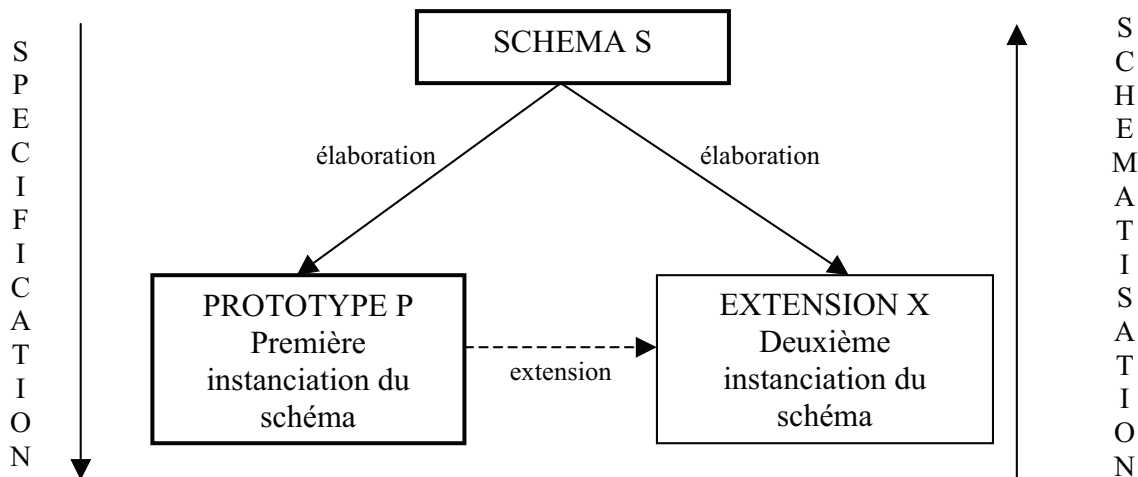 SPECIFICATION
SCHEMA S
SCHEMATISATION
élaboration
élaboration
PROTOTYPE P
Première
instanciation du
schéma
extension
EXTENSION X
Deuxième
instanciation du
schéma